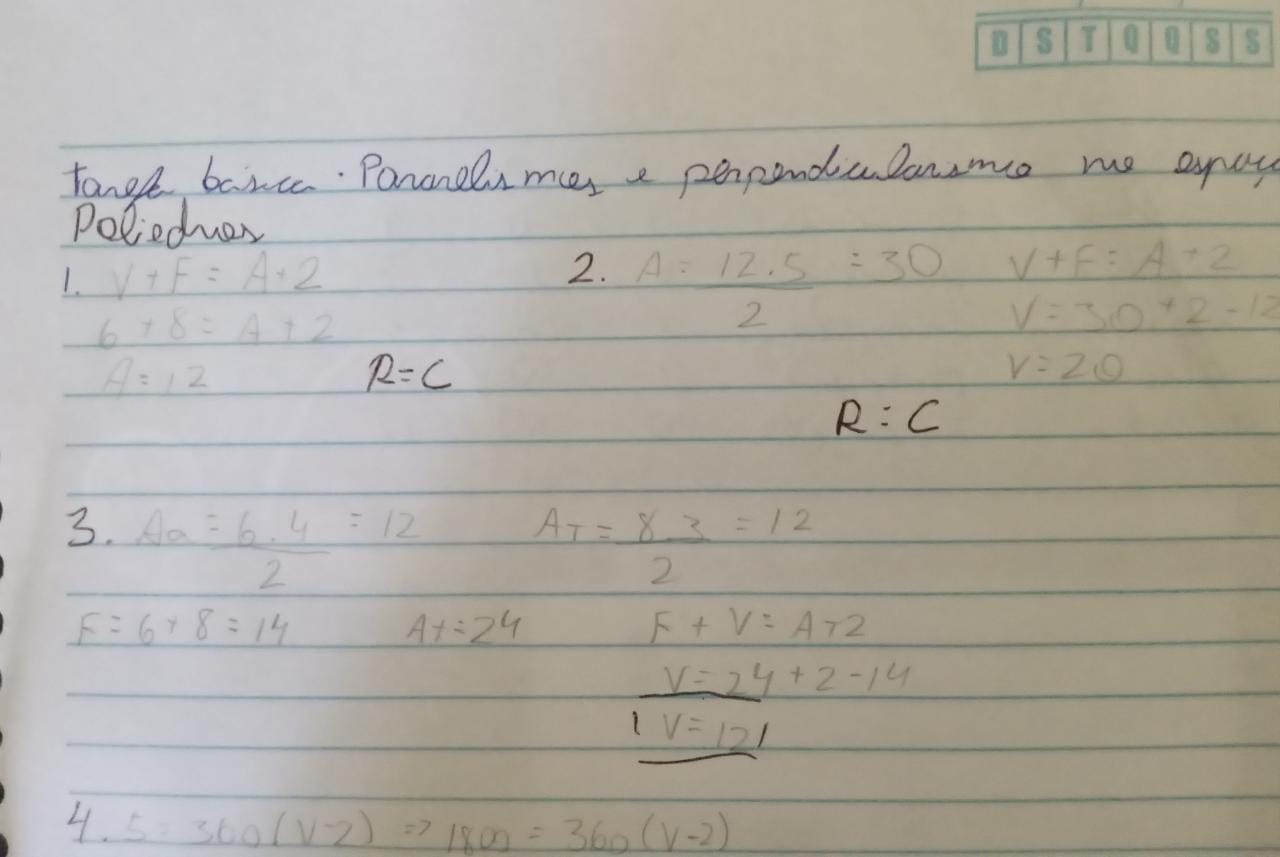 D S T Q Q S S
tarefa básica . Pararelismos e perpendicularismo no espaço
Poliedros
1. V + F = A + 2
6 + 8 = A + 2
A = 12 R = C
2. A = 12.5 / 2 = 30 V + F = A + 2
V = 30 + 2 - 12
V = 20
R = C
3. Aa = 6.4 / 2 = 12 AT = 8.3 / 2 = 12
F = 6 + 8 = 14 At = 24 F + V = A + 2
V = 24 + 2 - 14
V = 12
4. S = 360(V-2) => 1800 = 360(V-2)